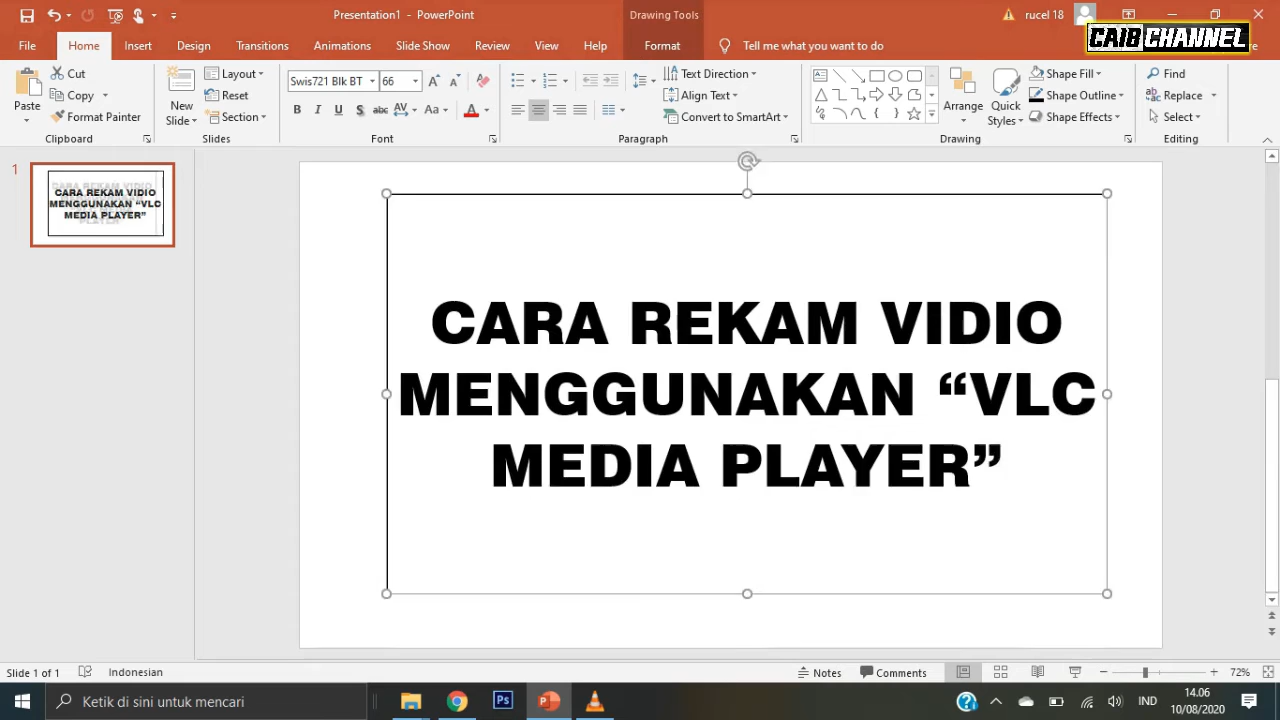 Presentation1 - PowerPoint
Drawing Tools
rucel 18
CAIB CHANNEL
File Home Insert Design Transitions Animations Slide Show Review View Help Format Tell me what you want to do
Paste
Cut
Copy
Format Painter
Clipboard
New Slide
Layout
Reset
Section
Slides
Swis721 Blk BT 66
B I U S abc AV Aa A
Font
Text Direction
Align Text
Convert to SmartArt
Paragraph
Arrange
Quick Styles
Shape Fill
Shape Outline
Shape Effects
Drawing
Find
Replace
Select
Editing
1
CARA REKAM VIDIO
MENGGUNAKAN “VLC
MEDIA PLAYER”
CARA REKAM VIDIO
MENGGUNAKAN “VLC
MEDIA PLAYER”
Slide 1 of 1 Indonesian Notes Comments 72%
Ketik di sini untuk mencari
Ps
IND
14.06
10/08/2020